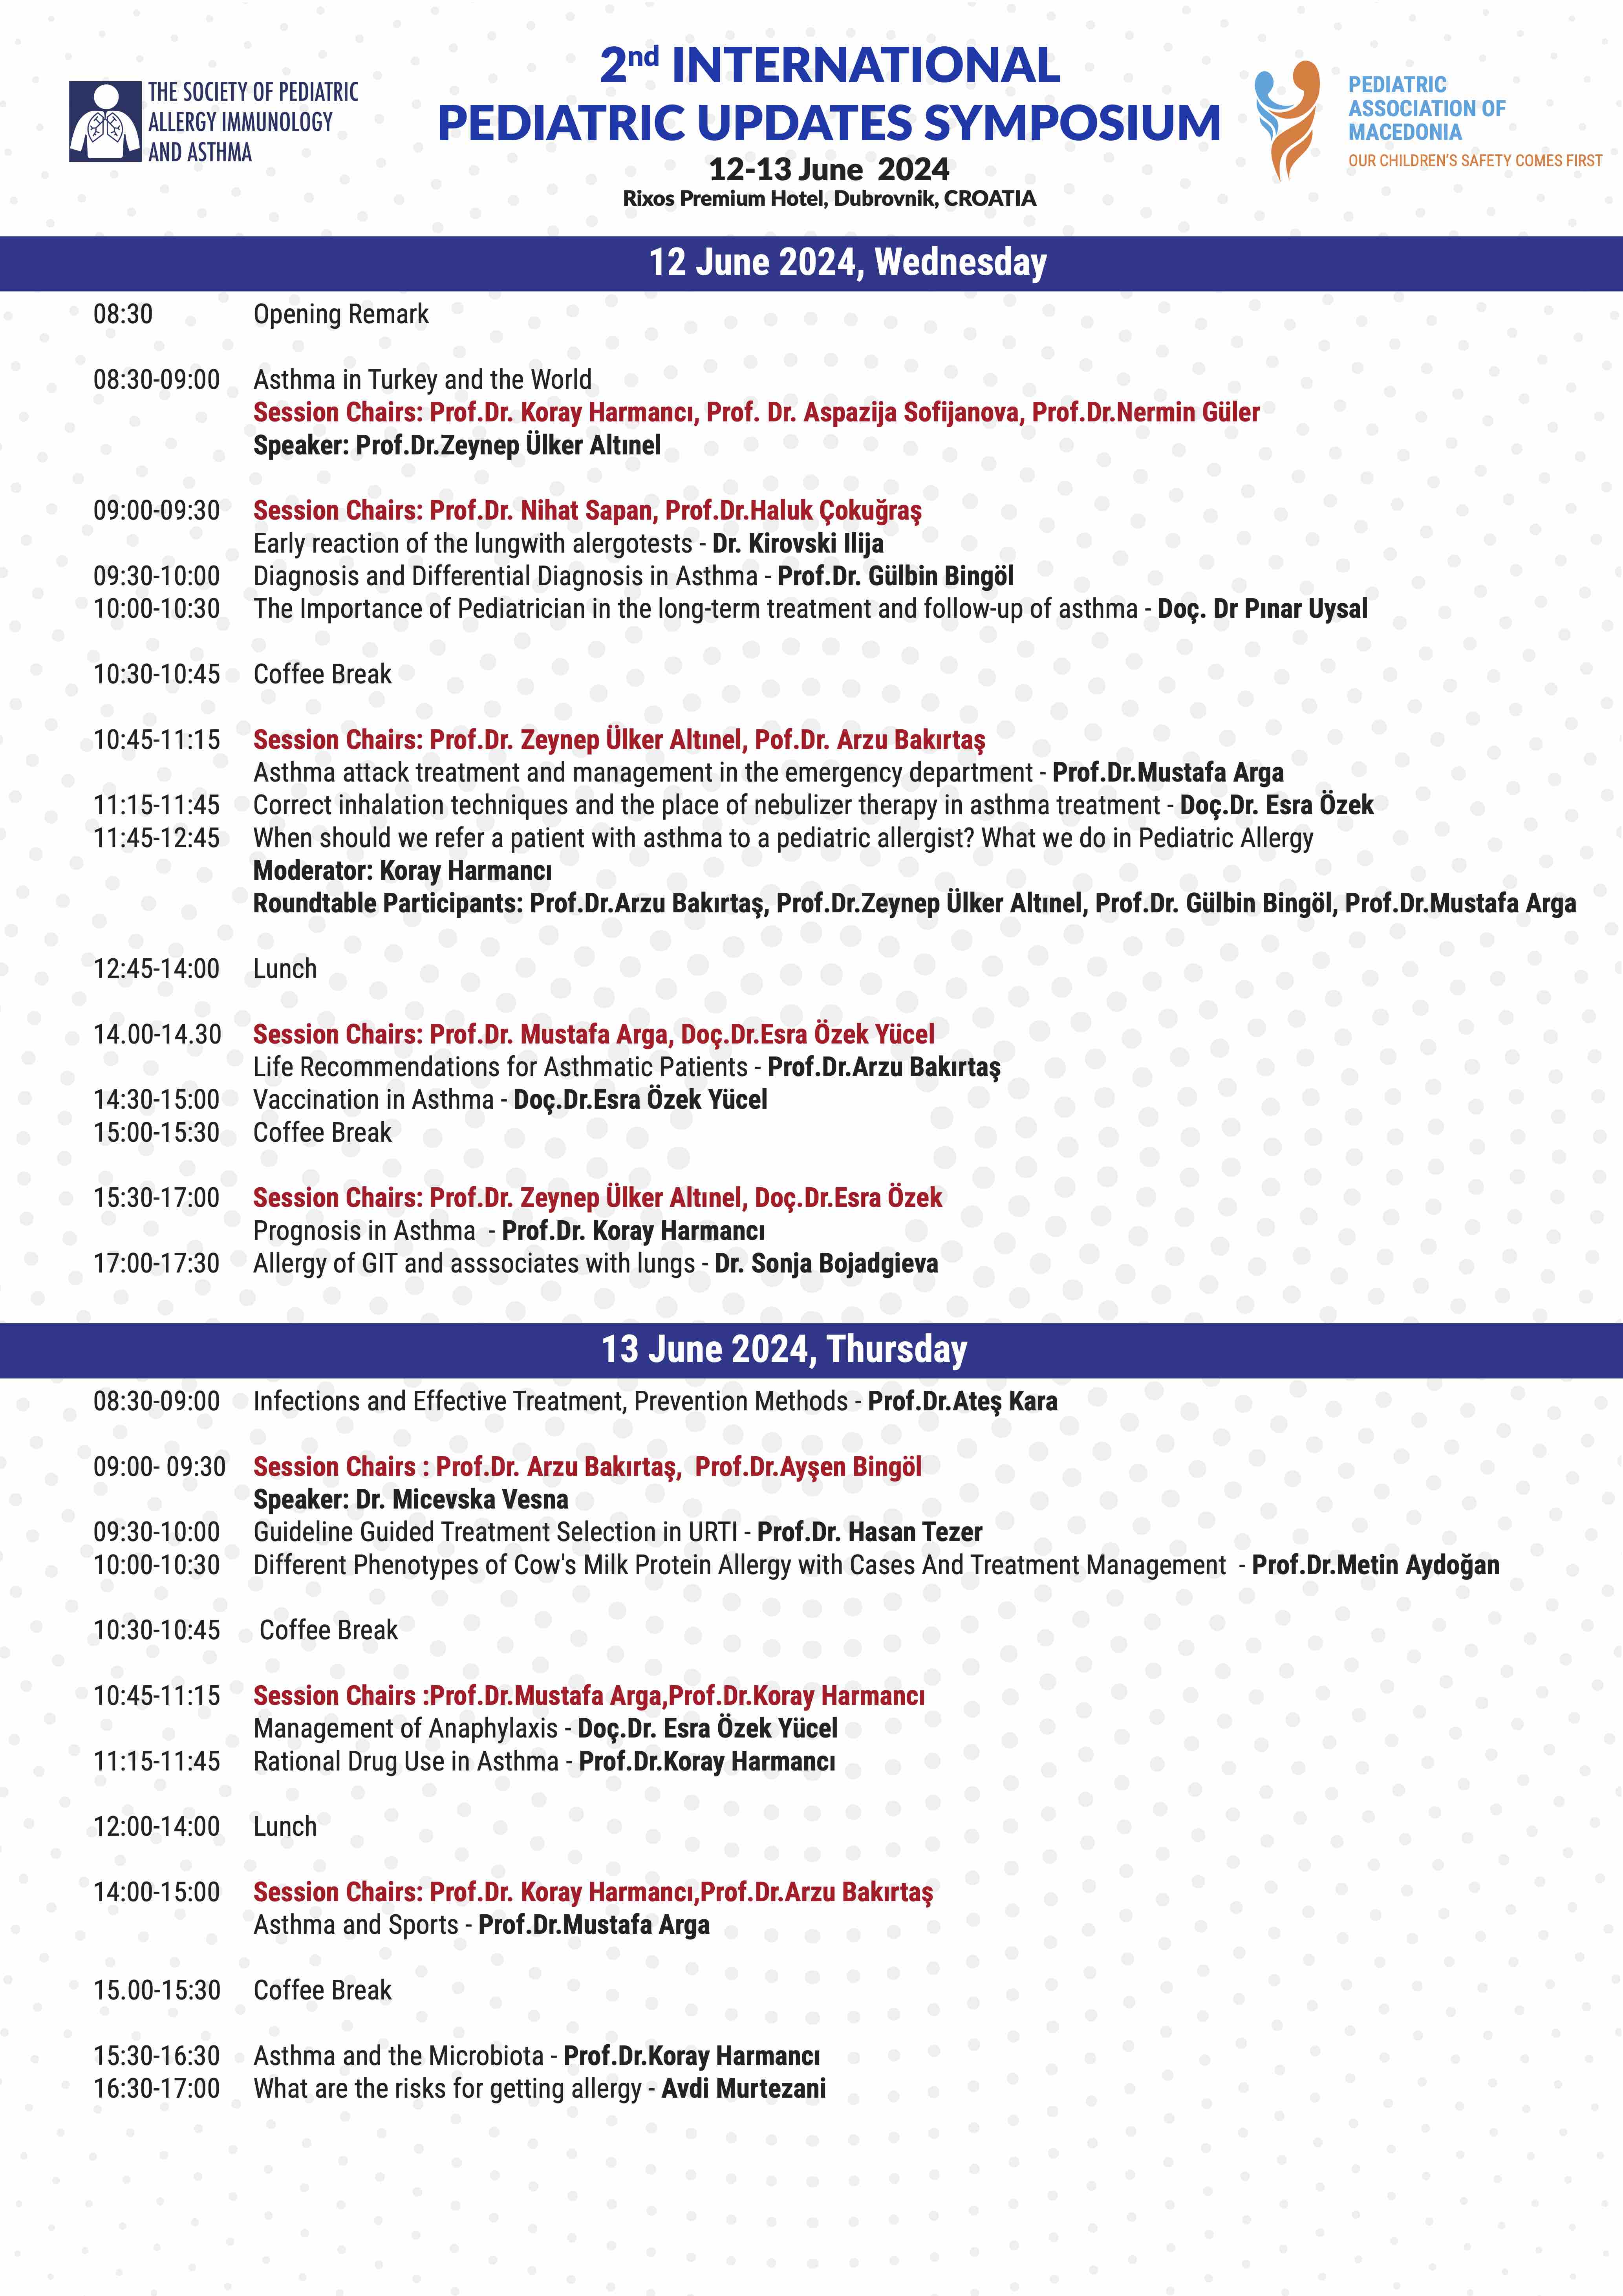 THE SOCIETY OF PEDIATRIC
ALLERGY IMMUNOLOGY
AND ASTHMA
2nd INTERNATIONAL
PEDIATRIC UPDATES SYMPOSIUM
12-13 June 2024
Rixos Premium Hotel, Dubrovnik, CROATIA
PEDIATRIC
ASSOCIATION OF
MACEDONIA
OUR CHILDREN'S SAFETY COMES FIRST
12 June 2024, Wednesday
08:30 Opening Remark
08:30-09:00 Asthma in Turkey and the World
Session Chairs: Prof.Dr. Koray Harmancı, Prof. Dr. Aspazija Sofijanova, Prof.Dr.Nermin Güler
Speaker: Prof.Dr.Zeynep Ülker Altınel
09:00-09:30 Session Chairs: Prof.Dr. Nihat Sapan, Prof.Dr.Haluk Çokuğraş
Early reaction of the lungwith alergotests - Dr. Kirovski Ilija
09:30-10:00 Diagnosis and Differential Diagnosis in Asthma - Prof.Dr. Gülbin Bingöl
10:00-10:30 The Importance of Pediatrician in the long-term treatment and follow-up of asthma - Doç. Dr Pınar Uysal
10:30-10:45 Coffee Break
10:45-11:15 Session Chairs: Prof.Dr. Zeynep Ülker Altınel, Pof.Dr. Arzu Bakırtaş
Asthma attack treatment and management in the emergency department - Prof.Dr.Mustafa Arga
11:15-11:45 Correct inhalation techniques and the place of nebulizer therapy in asthma treatment - Doç.Dr. Esra Özek
11:45-12:45 When should we refer a patient with asthma to a pediatric allergist? What we do in Pediatric Allergy
Moderator: Koray Harmancı
Roundtable Participants: Prof.Dr.Arzu Bakırtaş, Prof.Dr.Zeynep Ülker Altınel, Prof.Dr. Gülbin Bingöl, Prof.Dr.Mustafa Arga
12:45-14:00 Lunch
14.00-14.30 Session Chairs: Prof.Dr. Mustafa Arga, Doç.Dr.Esra Özek Yücel
Life Recommendations for Asthmatic Patients - Prof.Dr.Arzu Bakırtaş
14:30-15:00 Vaccination in Asthma - Doç.Dr.Esra Özek Yücel
15:00-15:30 Coffee Break
15:30-17:00 Session Chairs: Prof.Dr. Zeynep Ülker Altınel, Doç.Dr.Esra Özek
Prognosis in Asthma - Prof.Dr. Koray Harmancı
17:00-17:30 Allergy of GIT and asssociates with lungs - Dr. Sonja Bojadgieva
13 June 2024, Thursday
08:30-09:00 Infections and Effective Treatment, Prevention Methods - Prof.Dr.Ateş Kara
09:00- 09:30 Session Chairs : Prof.Dr. Arzu Bakırtaş, Prof.Dr.Ayşen Bingöl
Speaker: Dr. Micevska Vesna
09:30-10:00 Guideline Guided Treatment Selection in URTI - Prof.Dr. Hasan Tezer
10:00-10:30 Different Phenotypes of Cow's Milk Protein Allergy with Cases And Treatment Management - Prof.Dr.Metin Aydoğan
10:30-10:45 Coffee Break
10:45-11:15 Session Chairs :Prof.Dr.Mustafa Arga,Prof.Dr.Koray Harmancı
Management of Anaphylaxis - Doç.Dr. Esra Özek Yücel
11:15-11:45 Rational Drug Use in Asthma - Prof.Dr.Koray Harmancı
12:00-14:00 Lunch
14:00-15:00 Session Chairs: Prof.Dr. Koray Harmancı,Prof.Dr.Arzu Bakırtaş
Asthma and Sports - Prof.Dr.Mustafa Arga
15.00-15:30 Coffee Break
15:30-16:30 Asthma and the Microbiota - Prof.Dr.Koray Harmancı
16:30-17:00 What are the risks for getting allergy - Avdi Murtezani